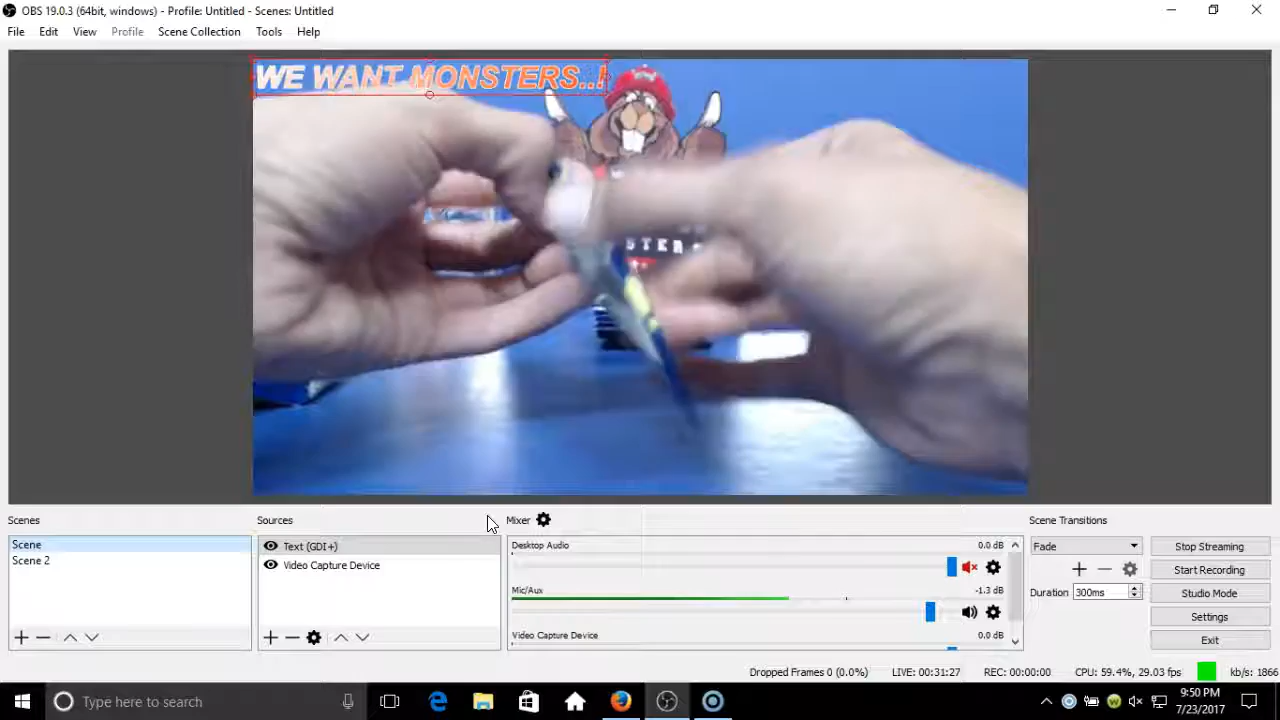 OBS 19.0.3 (64bit, windows) - Profile: Untitled - Scenes: Untitled
File Edit View Profile Scene Collection Tools Help
WE WANT MONSTERS..!
STER
Scenes
Scene
Scene 2
Sources
Text (GDI+)
Video Capture Device
Mixer
Desktop Audio 0.0 dB
Mic/Aux -1.3 dB
Video Capture Device 0.0 dB
Scene Transitions
Fade
Duration 300ms
Stop Streaming
Start Recording
Studio Mode
Settings
Exit
Dropped Frames 0 (0.0%) LIVE: 00:31:27 REC: 00:00:00 CPU: 59.4%, 29.03 fps kb/s: 1866
Type here to search
9:50 PM
7/23/2017